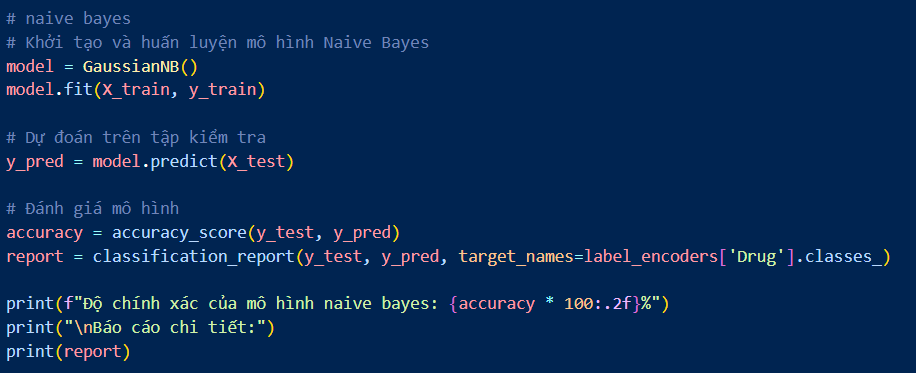 # naive bayes
# Khởi tạo và huấn luyện mô hình Naive Bayes
model = GaussianNB()
model.fit(X_train, y_train)
# Dự đoán trên tập kiểm tra
y_pred = model.predict(X_test)
# Đánh giá mô hình
accuracy = accuracy_score(y_test, y_pred)
report = classification_report(y_test, y_pred, target_names=label_encoders['Drug'].classes_)
print(f"Độ chính xác của mô hình naive bayes: {accuracy * 100:.2f}%")
print("\nBáo cáo chi tiết:")
print(report)